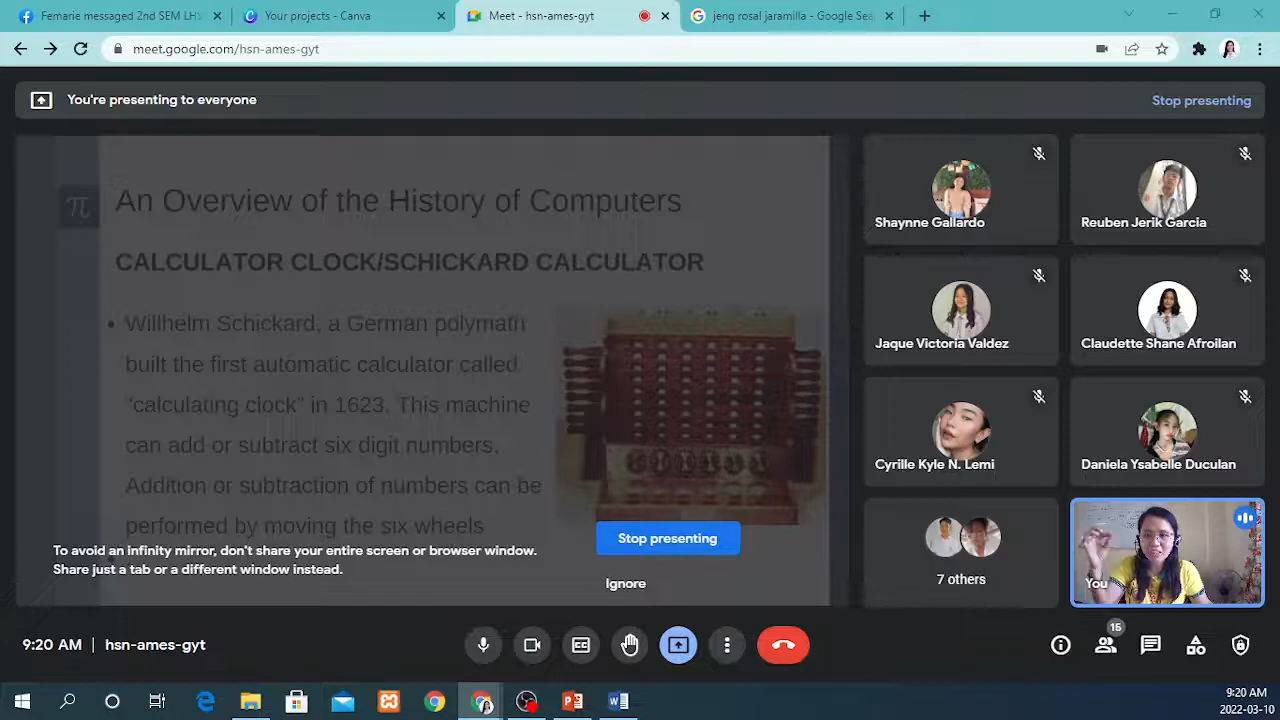 Femarie messaged 2nd SEM LH
Your projects - Canva
Meet - hsn-ames-gyt
jeng rosal jaramilla - Google Sea
meet.google.com/hsn-ames-gyt
You're presenting to everyone
Stop presenting
π An Overview of the History of Computers
CALCULATOR CLOCK/SCHICKARD CALCULATOR
• Willhelm Schickard, a German polymath
built the first automatic calculator called
"calculating clock" in 1623. This machine
can add or subtract six digit numbers.
Addition or subtraction of numbers can be
performed by moving the six wheels
To avoid an infinity mirror, don't share your entire screen or browser window.
Share just a tab or a different window instead.
Stop presenting
Ignore
Shaynne Gallardo
Reuben Jerik Garcia
Jaque Victoria Valdez
Claudette Shane Afroilan
Cyrille Kyle N. Lemi
Daniela Ysabelle Duculan
7 others
You
9:20 AM | hsn-ames-gyt
16
9:20 AM
2022-03-10